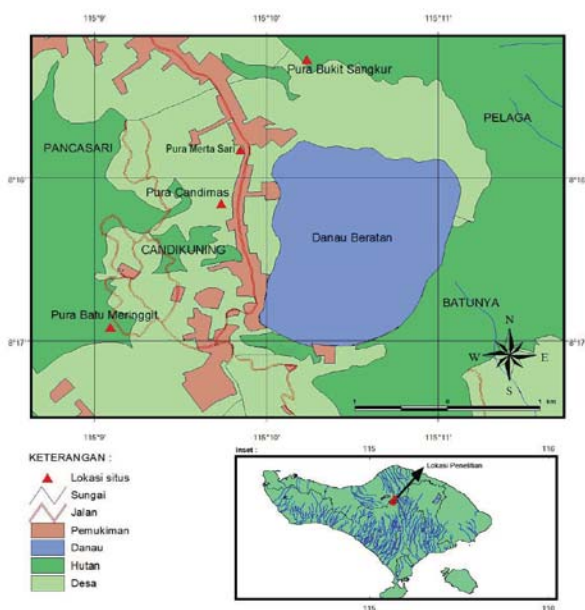 115°9' 115°10' 115°11'
Pura Bukit Sangkur
PELAGA
PANCASARI
Pura Merta Sari
8°16' 8°16'
Pura Candimas
Danau Beratan
CANDIKUNING
BATUNYA
Pura Batu Meringgit
N
W E
S
8°17' 8°17'
1 0 1 km
115°9' 115°10' 115°11'
KETERANGAN :
Lokasi situs
Sungai
Jalan
Pemukiman
Danau
Hutan
Desa
Inset :
115 116
Lokasi Penelitian
115 116